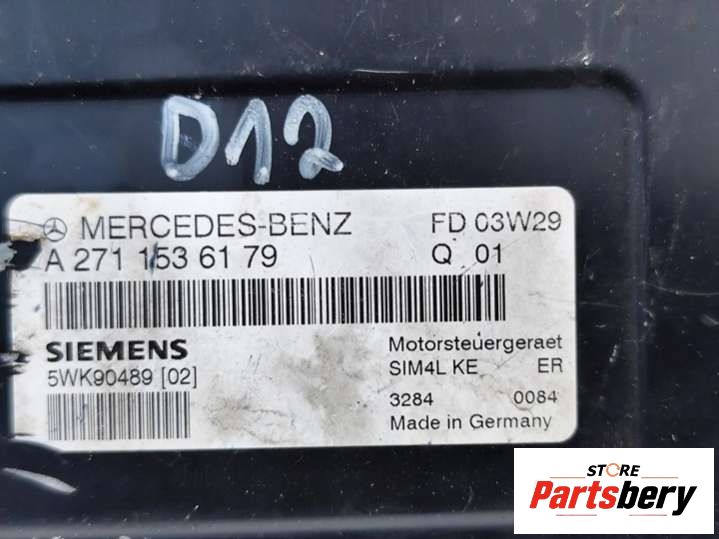 D12
MERCEDES-BENZ FD 03W29
A 271 153 61 79 Q 01
SIEMENS Motorsteuergeraet
5WK90489 [02] SIM4L KE ER
3284 0084
Made in Germany
STORE
Partsbery